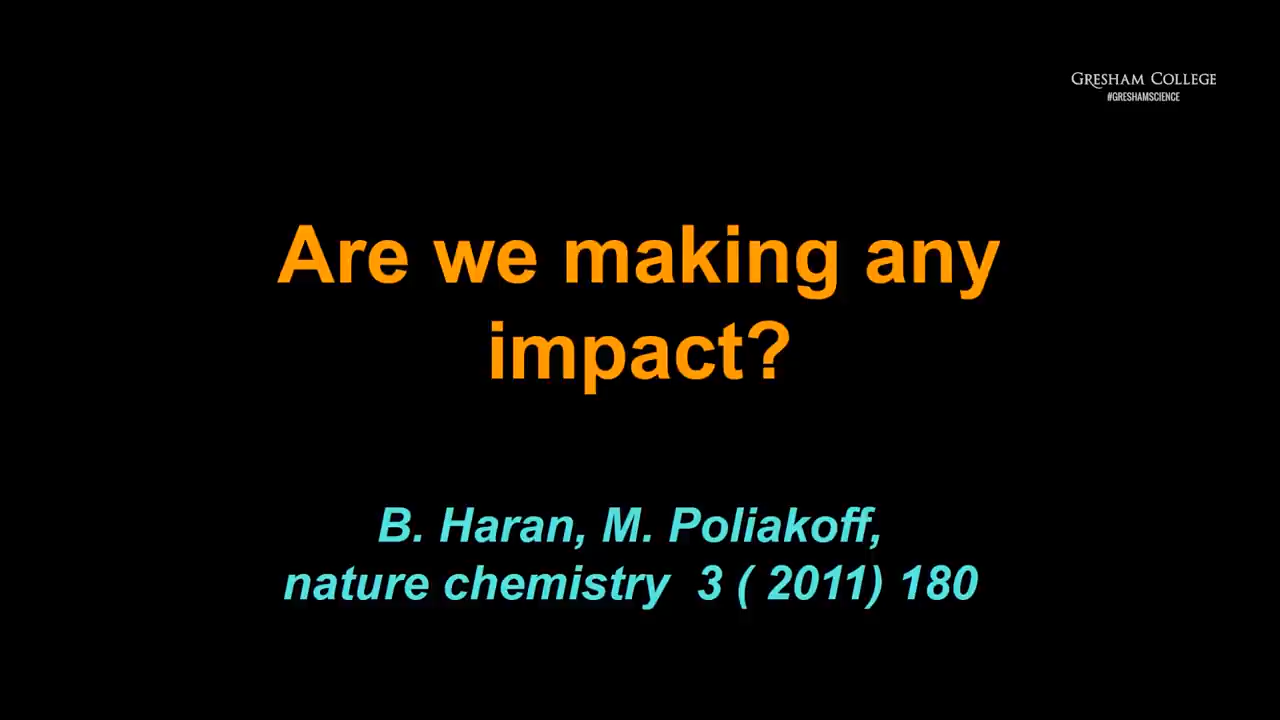 GRESHAM COLLEGE
#GRESHAMSCIENCE
Are we making any
impact?
B. Haran, M. Poliakoff,
nature chemistry 3 ( 2011) 180